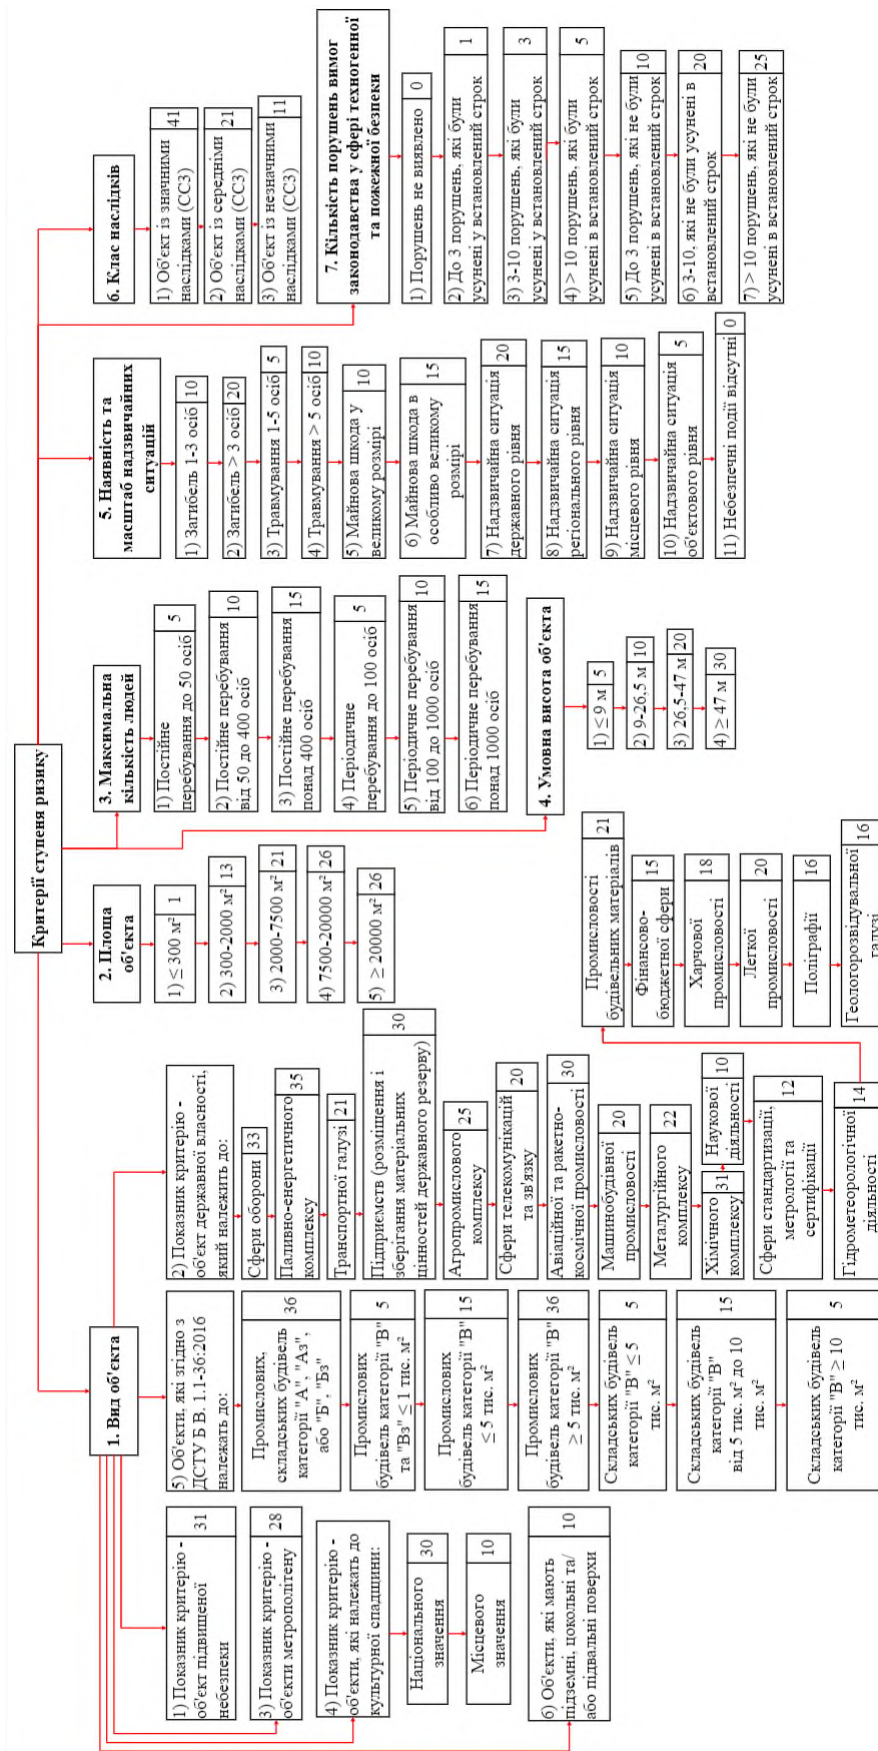 Критерії ступеня ризику
1. Вид об'єкта
1) Показник критерію -
об'єкт підвищеної
небезпеки
31
3) Показник критерію -
об'єкти метрополітену
28
4) Показник критерію -
об'єкти, які належать до
культурної спадщини:
Національного
значення
30
Місцевого
значення
10
6) Об'єкти, які мають
підземні, цокольні та/
або підвальні поверхи
10
5) Об'єкти, які згідно з
ДСТУ Б В. 1.1-36:2016
належать до:
Промислових,
складських будівель
категорії "А", "Аз",
або "Б", "Бз"
36
Промислових
будівель категорії "В"
та "Вз" ≤ 1 тис. м²
5
Промислових
будівель категорії "В"
≤ 5 тис. м²
15
Промислових
будівель категорії "В"
≥ 5 тис. м²
36
Складських будівель
категорії "В" ≤ 5
тис. м²
5
Складських будівель
категорії "В"
від 5 тис. м² до 10
тис. м²
15
Складських будівель
категорії "В" ≥ 10
тис. м²
5
2) Показник критерію -
об'єкт державної власності,
який належить до:
Сфери оборони
33
Паливно-енергетичного
комплексу
35
Транспортної галузі
21
Підприємств (розміщення і
зберігання матеріальних
цінностей державного резерву)
30
Агропромислового
комплексу
25
Сфери телекомунікацій
та зв'язку
20
Авіаційної та ракетно-
космічної промисловості
30
Машинобудівної
промисловості
20
Металургійного
комплексу
22
Хімічного
комплексу
31
Наукової
діяльності
10
Сфери стандартизації,
метрології та
сертифікації
12
Гідрометеорологічної
діяльності
14
Промисловості
будівельних матеріалів
21
Фінансово-
бюджетної сфери
15
Харчової
промисловості
18
Легкої
промисловості
20
Поліграфії
16
Геологорозвідувальної
галузі
16
2. Площа
об'єкта
1) ≤ 300 м²
1
2) 300-2000 м²
13
3) 2000-7500 м²
21
4) 7500-20000 м²
26
5) ≥ 20000 м²
26
3. Максимальна
кількість людей
1) Постійне
перебування до 50 осіб
5
2) Постійне перебування
від 50 до 400 осіб
10
3) Постійне перебування
понад 400 осіб
15
4) Періодичне
перебування до 100 осіб
5
5) Періодичне перебування
від 100 до 1000 осіб
10
6) Періодичне перебування
понад 1000 осіб
15
4. Умовна висота об'єкта
1) ≤ 9 м
5
2) 9-26,5 м
10
3) 26,5-47 м
20
4) ≥ 47 м
30
5. Наявність та
масштаб надзвичайних
ситуацій
1) Загибель 1-3 осіб
10
2) Загибель > 3 осіб
20
3) Травмування 1-5 осіб
5
4) Травмування > 5 осіб
10
5) Майнова шкода у
великому розмірі
10
6) Майнова шкода в
особливо великому
розмірі
15
7) Надзвичайна ситуація
державного рівня
20
8) Надзвичайна ситуація
регіонального рівня
15
9) Надзвичайна ситуація
місцевого рівня
10
10) Надзвичайна ситуація
об'єктового рівня
5
11) Небезпечні події відсутні
0
6. Клас наслідків
1) Об'єкт із значними
наслідками (СС3)
41
2) Об'єкт із середніми
наслідками (СС3)
21
3) Об'єкт із незначними
наслідками (СС3)
11
7. Кількість порушень вимог
законодавства у сфері техногенної
та пожежної безпеки
1) Порушень не виявлено
0
2) До 3 порушень, які були
усунені у встановлений строк
1
3) 3-10 порушень, які були
усунені у встановлений строк
3
4) > 10 порушень, які були
усунені в встановлений строк
5
5) До 3 порушень, які не були
усунені в встановлений строк
10
6) 3-10, які не були усунені в
встановлений строк
20
7) > 10 порушень, які не були
усунені в встановлений строк
25